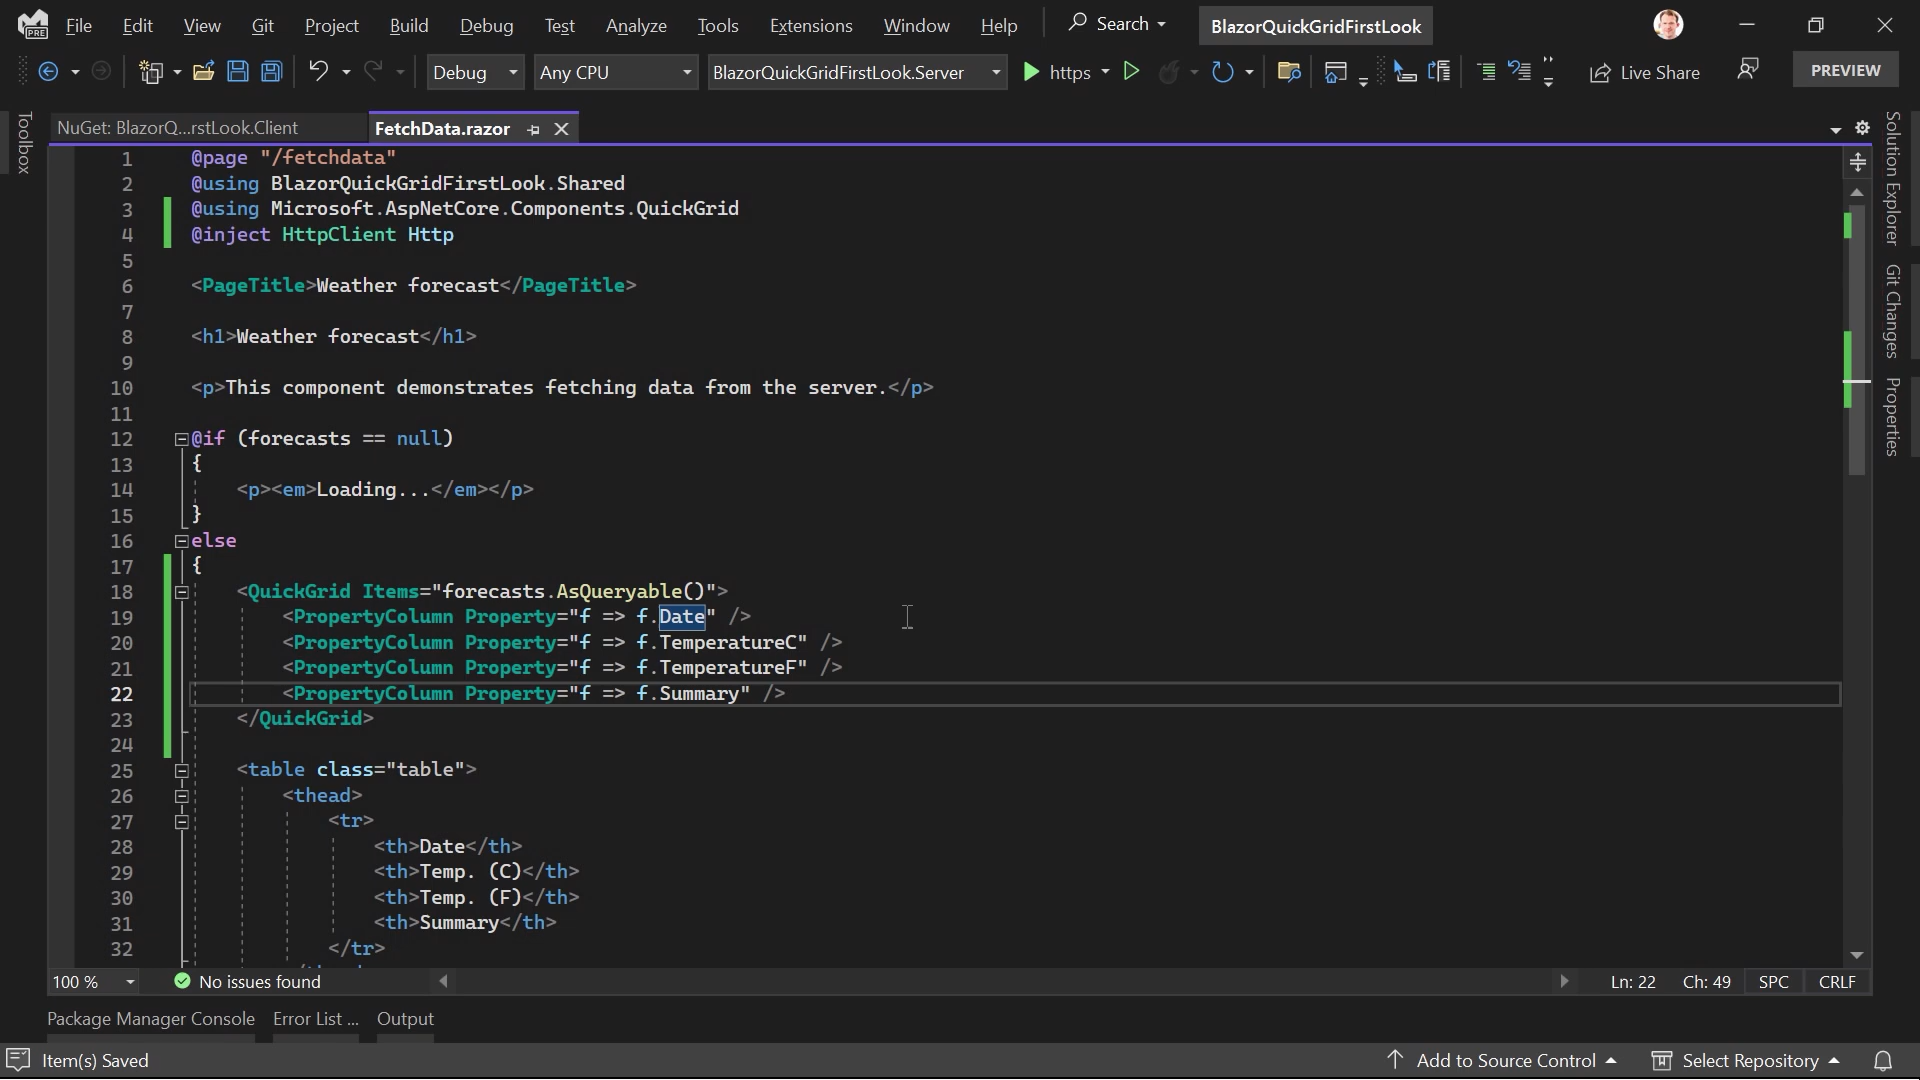 PRE File Edit View Git Project Build Debug Test Analyze Tools Extensions Window Help Search BlazorQuickGridFirstLook
Debug Any CPU BlazorQuickGridFirstLook.Server https Live Share PREVIEW
Toolbox
NuGet: BlazorQ...rstLook.Client FetchData.razor
1 @page "/fetchdata"
2 @using BlazorQuickGridFirstLook.Shared
3 @using Microsoft.AspNetCore.Components.QuickGrid
4 @inject HttpClient Http
5
6 <PageTitle>Weather forecast</PageTitle>
7
8 <h1>Weather forecast</h1>
9
10 <p>This component demonstrates fetching data from the server.</p>
11
12 @if (forecasts == null)
13 {
14 <p><em>Loading...</em></p>
15 }
16 else
17 {
18 <QuickGrid Items="forecasts.AsQueryable()">
19 <PropertyColumn Property="f => f.Date" />
20 <PropertyColumn Property="f => f.TemperatureC" />
21 <PropertyColumn Property="f => f.TemperatureF" />
22 <PropertyColumn Property="f => f.Summary" />
23 </QuickGrid>
24
25 <table class="table">
26 <thead>
27 <tr>
28 <th>Date</th>
29 <th>Temp. (C)</th>
30 <th>Temp. (F)</th>
31 <th>Summary</th>
32 </tr>
Solution Explorer
Git Changes
Properties
100 % No issues found Ln: 22 Ch: 49 SPC CRLF
Package Manager Console Error List ... Output
Item(s) Saved Add to Source Control Select Repository